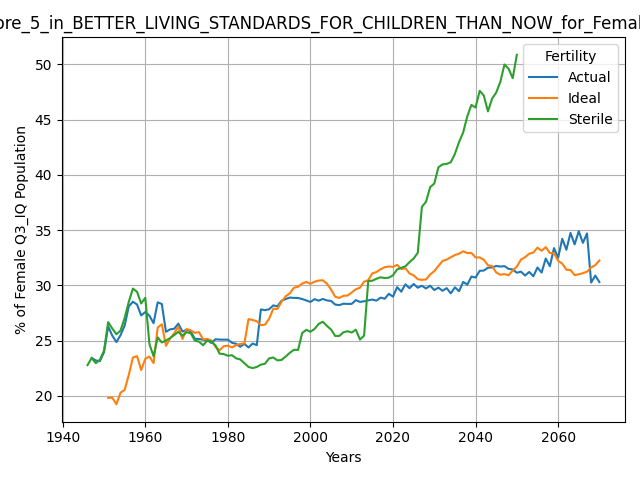 ore_5_in_BETTER_LIVING_STANDARDS_FOR_CHILDREN_THAN_NOW_for_Femal
% of Female Q3_IQ Population
50
45
40
35
30
25
20
Fertility
Actual
Ideal
Sterile
1940 1960 1980 2000 2020 2040 2060
Years